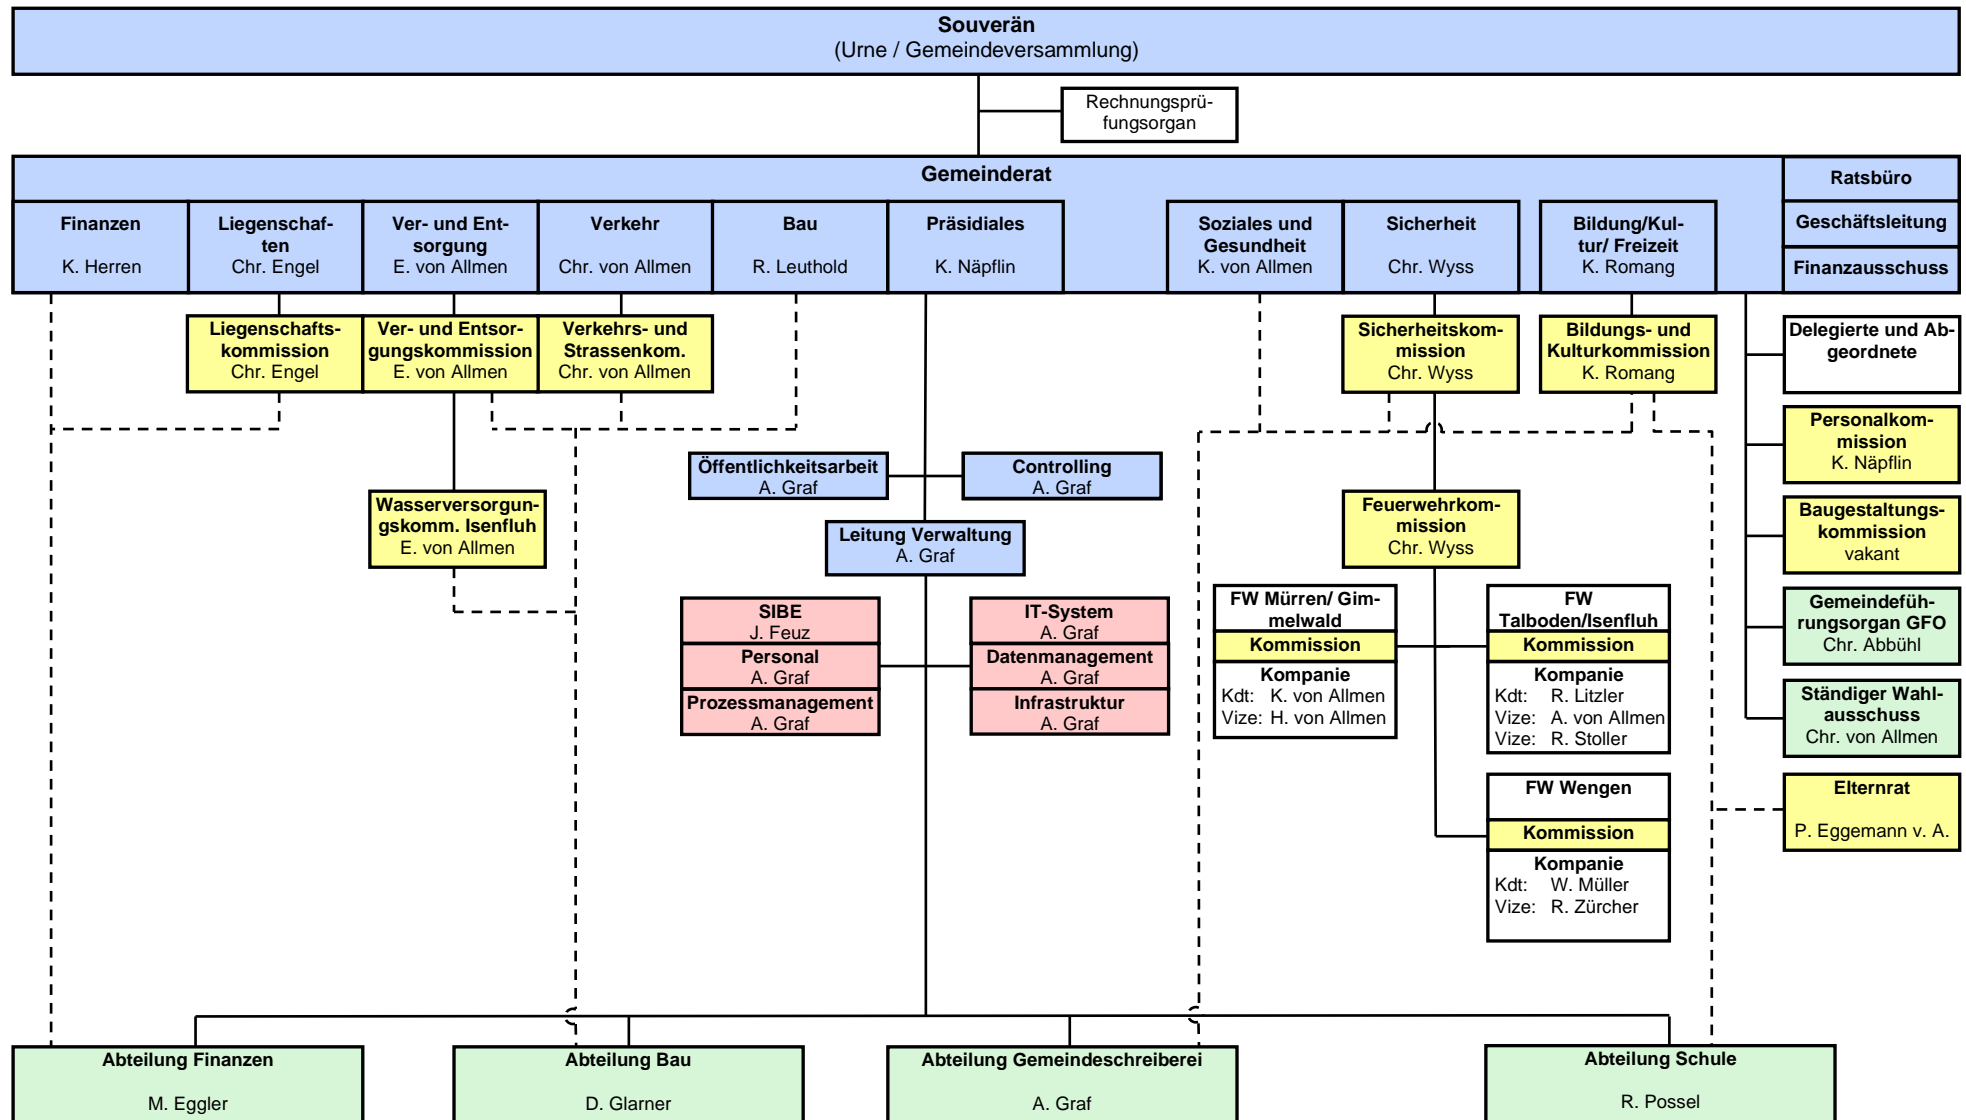 Souverän
(Urne / Gemeindeversammlung)
Rechnungsprü-
fungsorgan
Gemeinderat
Ratsbüro
Geschäftsleitung
Finanzausschuss
Finanzen
K. Herren
Liegenschaf-
ten
Chr. Engel
Ver- und Ent-
sorgung
E. von Allmen
Verkehr
Chr. von Allmen
Bau
R. Leuthold
Präsidiales
K. Näpflin
Soziales und
Gesundheit
K. von Allmen
Sicherheit
Chr. Wyss
Bildung/Kul-
tur/ Freizeit
K. Romang
Liegenschafts-
kommission
Chr. Engel
Ver- und Entsor-
gungskommission
E. von Allmen
Verkehrs- und
Strassenkom.
Chr. von Allmen
Sicherheitskom-
mission
Chr. Wyss
Bildungs- und
Kulturkommission
K. Romang
Delegierte und Ab-
geordnete
Personalkom-
mission
K. Näpflin
Öffentlichkeitsarbeit
A. Graf
Controlling
A. Graf
Wasserversorgun-
gskomm. Isenfluh
E. von Allmen
Leitung Verwaltung
A. Graf
Feuerwehrkom-
mission
Chr. Wyss
Baugestaltungs-
kommission
vakant
SIBE
J. Feuz
Personal
A. Graf
Prozessmanagement
A. Graf
IT-System
A. Graf
Datenmanagement
A. Graf
Infrastruktur
A. Graf
FW Mürren/ Gim-
melwald
Kommission
Kompanie
Kdt: K. von Allmen
Vize: H. von Allmen
FW
Talboden/Isenfluh
Kommission
Kompanie
Kdt: R. Litzler
Vize: A. von Allmen
Vize: R. Stoller
Gemeindefüh-
rungsorgan GFO
Chr. Abbühl
Ständiger Wahl-
ausschuss
Chr. von Allmen
FW Wengen
Kommission
Kompanie
Kdt: W. Müller
Vize: R. Zürcher
Elternrat
P. Eggemann v. A.
Abteilung Finanzen
M. Eggler
Abteilung Bau
D. Glarner
Abteilung Gemeindeschreiberei
A. Graf
Abteilung Schule
R. Possel